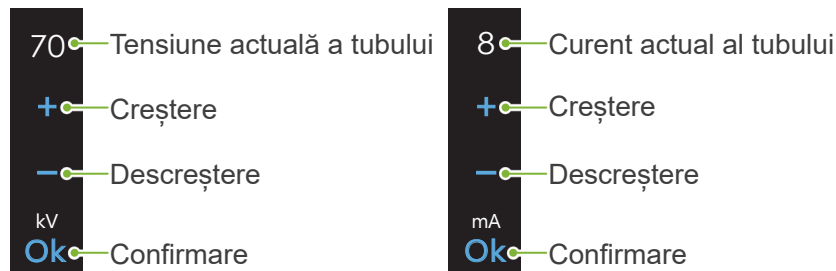 70 Tensiune actuală a tubului
+ Creștere
− Descreștere
kV
Ok Confirmare
8 Curent actual al tubului
+ Creștere
− Descreștere
mA
Ok Confirmare